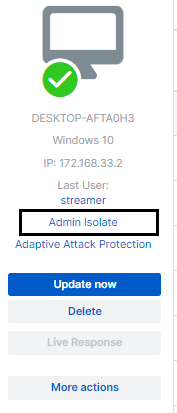 DESKTOP-AFTA0H3
Windows 10
IP: 172.168.33.2
Last User:
streamer
Admin Isolate
Adaptive Attack Protection
Update now
Delete
Live Response
More actions